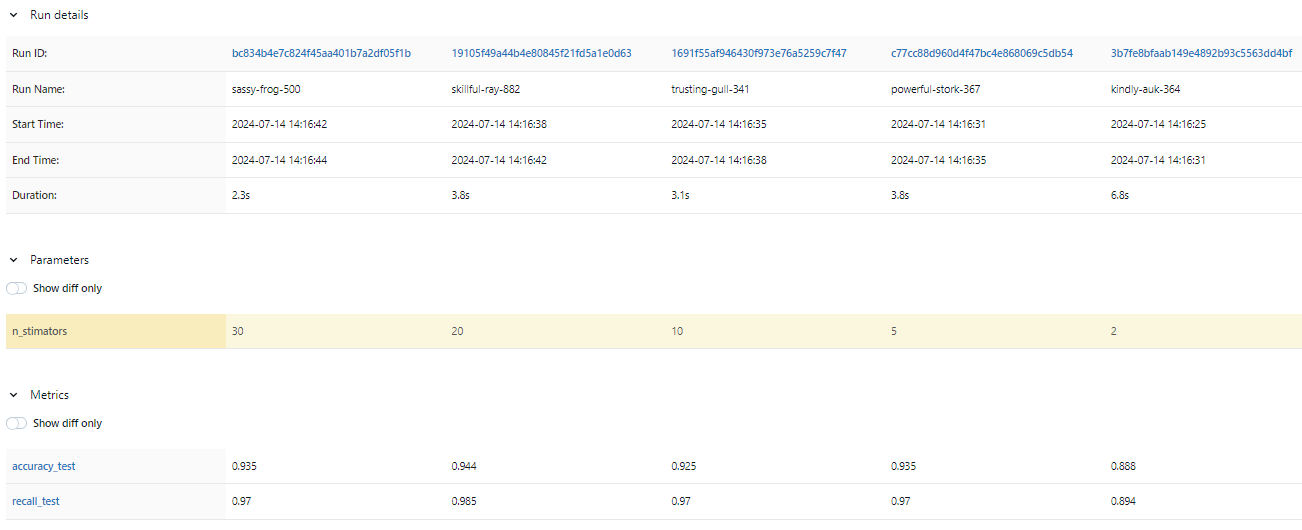 Run details
Run ID: bc834b4e7c824f45aa401b7a2df05f1b 19105f49a44b4e80845f21fd5a1e0d63 1691f55af946430f973e76a5259c7f47 c77cc88d960d4f47bc4e868069c5db54 3b7fe8bfaab149e4892b93c5563dd4bf
Run Name: sassy-frog-500 skillful-ray-882 trusting-gull-341 powerful-stork-367 kindly-auk-364
Start Time: 2024-07-14 14:16:42 2024-07-14 14:16:38 2024-07-14 14:16:35 2024-07-14 14:16:31 2024-07-14 14:16:25
End Time: 2024-07-14 14:16:44 2024-07-14 14:16:42 2024-07-14 14:16:38 2024-07-14 14:16:35 2024-07-14 14:16:31
Duration: 2.3s 3.8s 3.1s 3.8s 6.8s
Parameters
Show diff only
n_stimators 30 20 10 5 2
Metrics
Show diff only
accuracy_test 0.935 0.944 0.925 0.935 0.888
recall_test 0.97 0.985 0.97 0.97 0.894